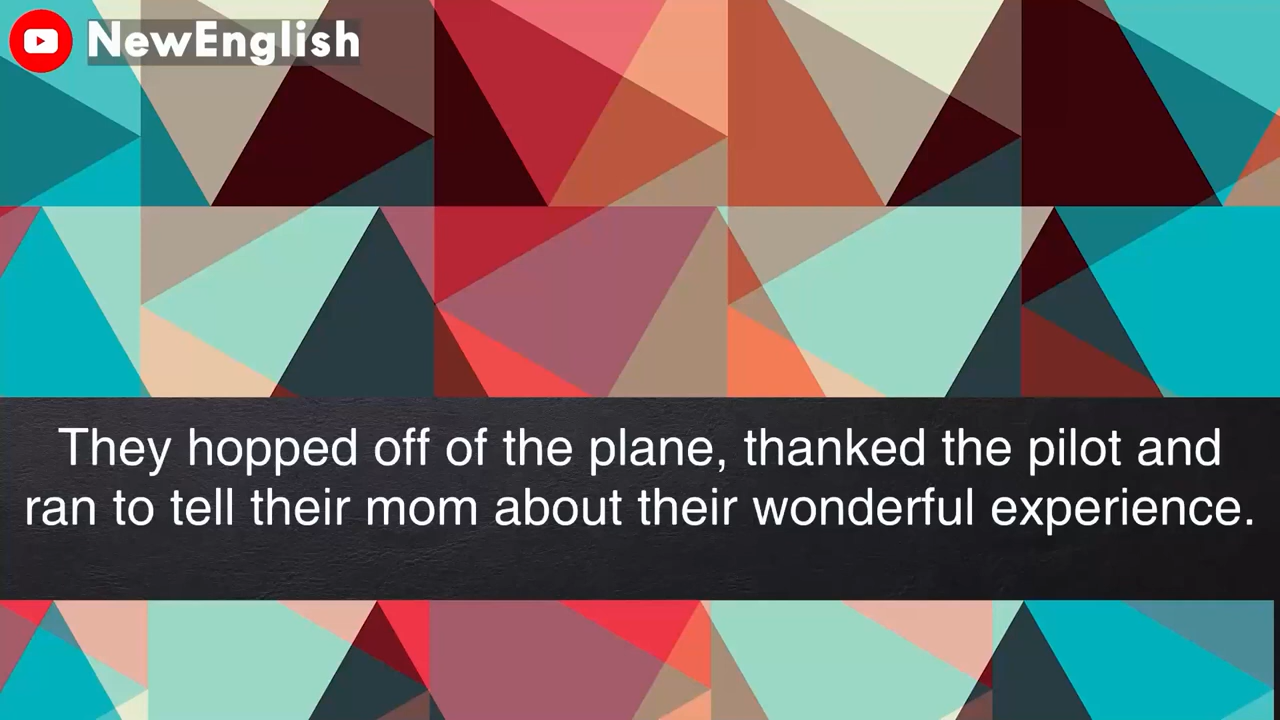 NewEnglish
They hopped off of the plane, thanked the pilot and
ran to tell their mom about their wonderful experience.